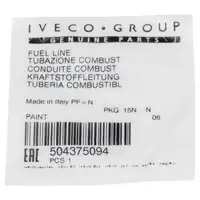 IVECO·GROUP
GENUINE PARTS
FUEL LINE
TUBAZIONE COMBUST
CONDUITE COMBUST
KRAFTSTOFFLEITUNG
TUBERIA COMBUSTIBL
Made in Italy PF=N
PKG 15N N
PAINT 06
EAC 504375094
PCS 1